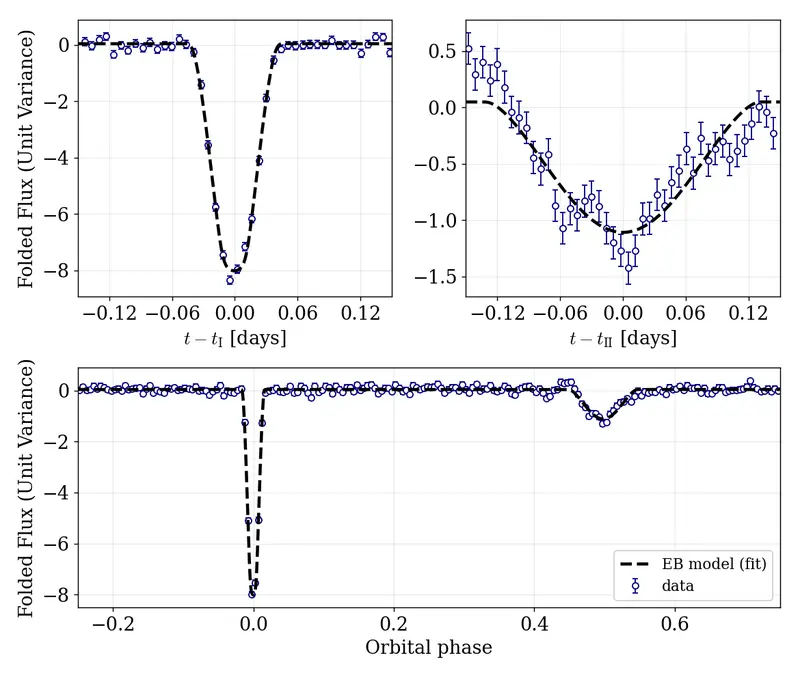 Folded Flux (Unit Variance)
0
−2
−4
−6
−8
−0.12 −0.06 0.00 0.06 0.12
t − t_I [days]
0.5
0.0
−0.5
−1.0
−1.5
−0.12 −0.06 0.00 0.06 0.12
t − t_II [days]
Folded Flux (Unit Variance)
0
−2
−4
−6
−8
−0.2 0.0 0.2 0.4 0.6
Orbital phase
EB model (fit)
data